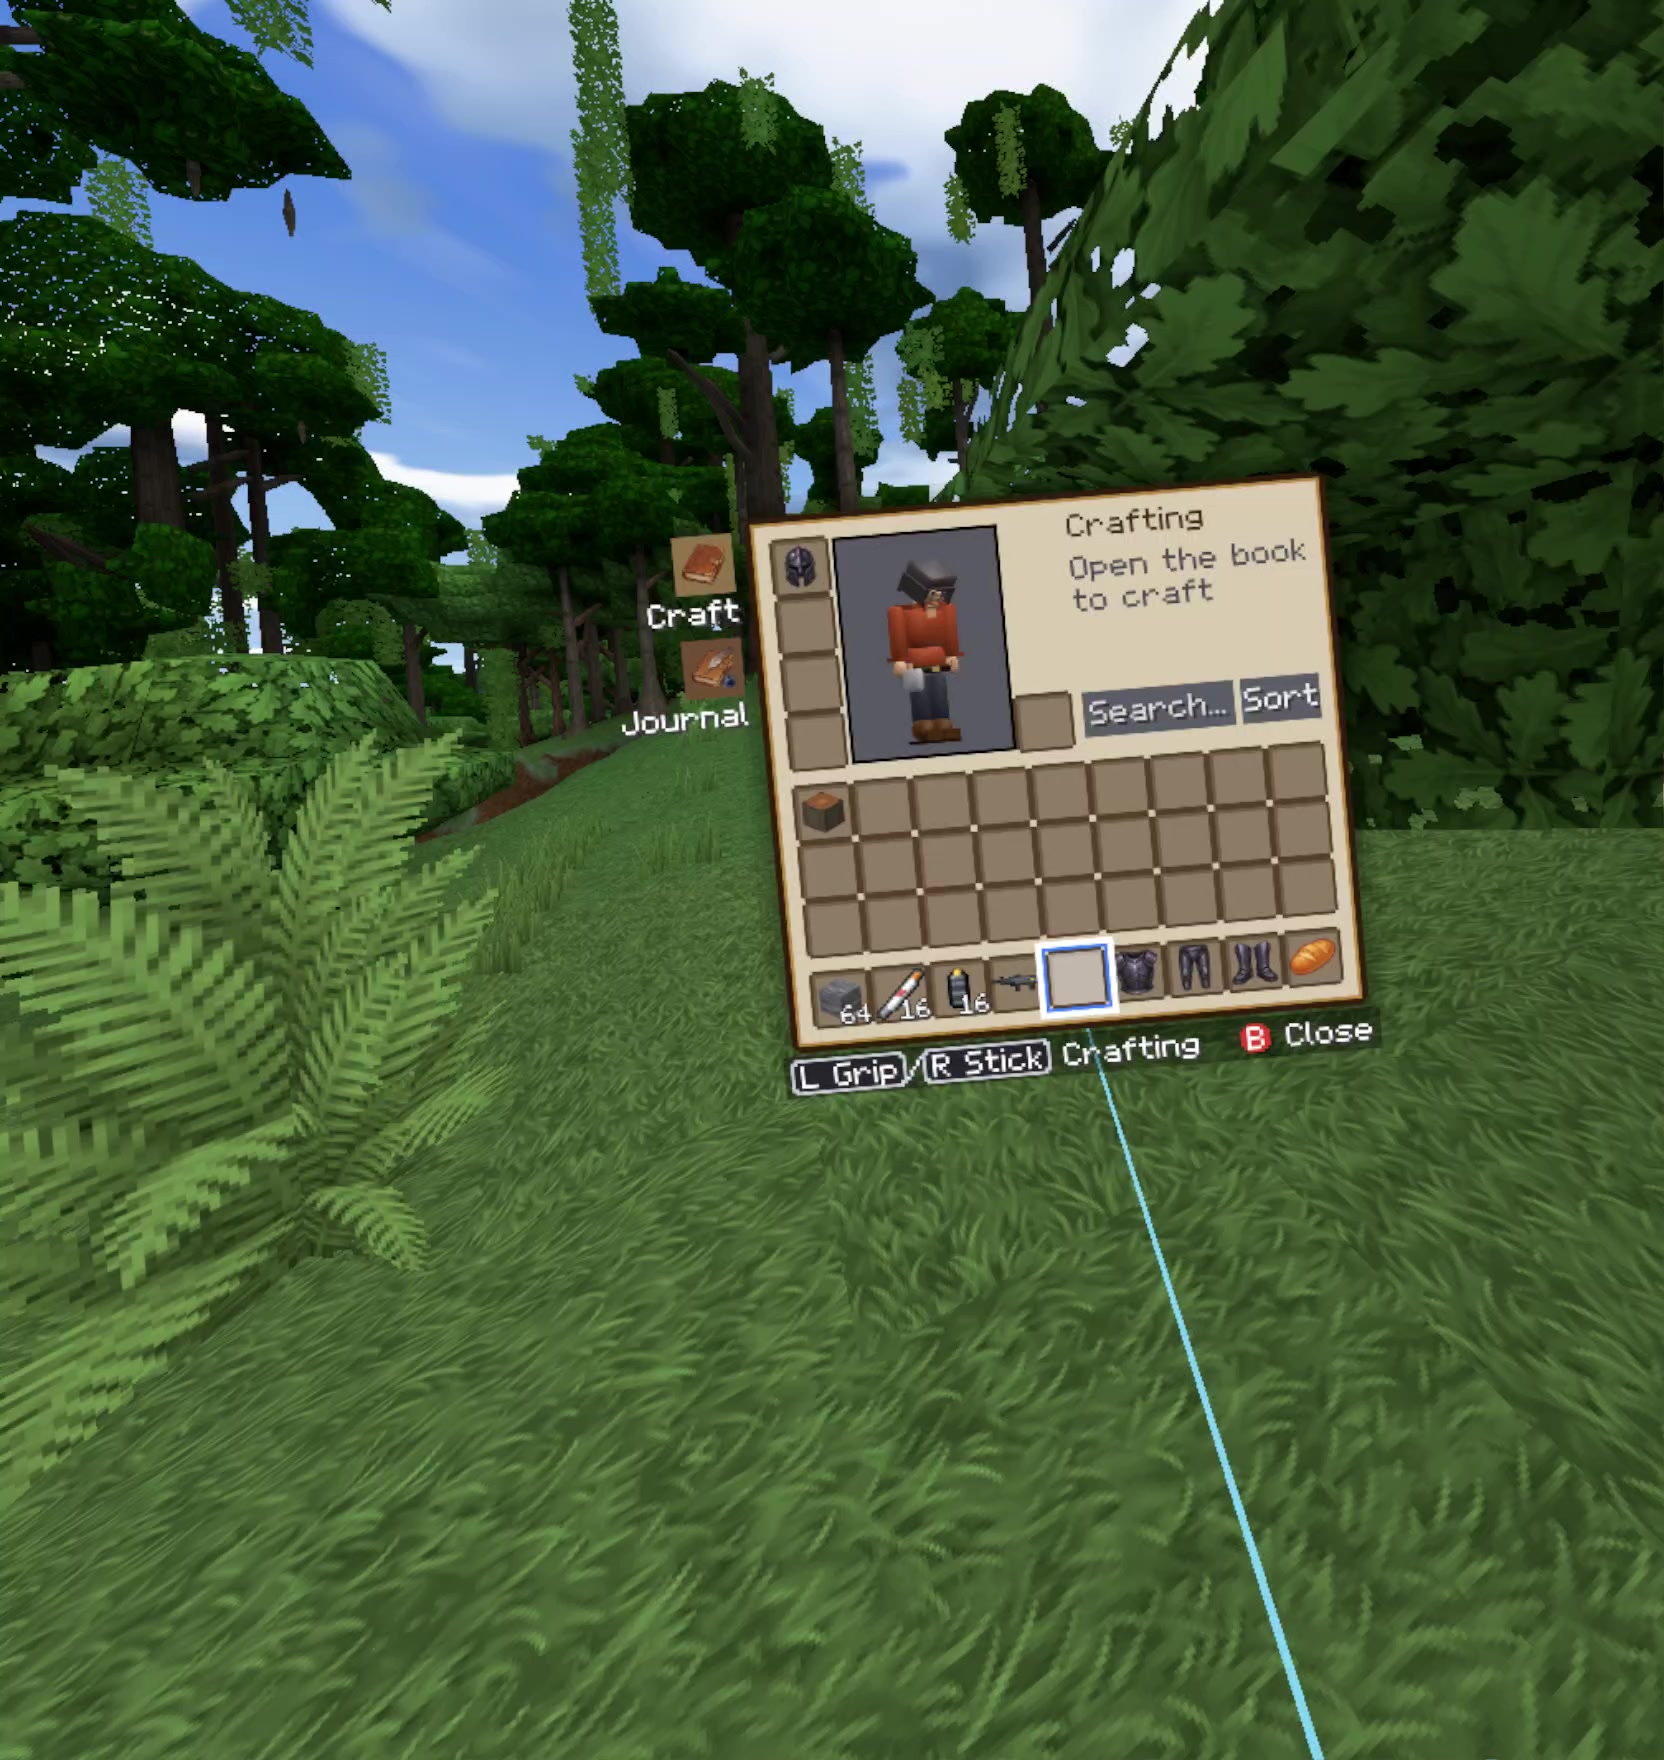 Crafting
Open the book
to craft
Craft
Journal
Search...
Sort
64
16
16
L Grip/R Stick Crafting
B Close